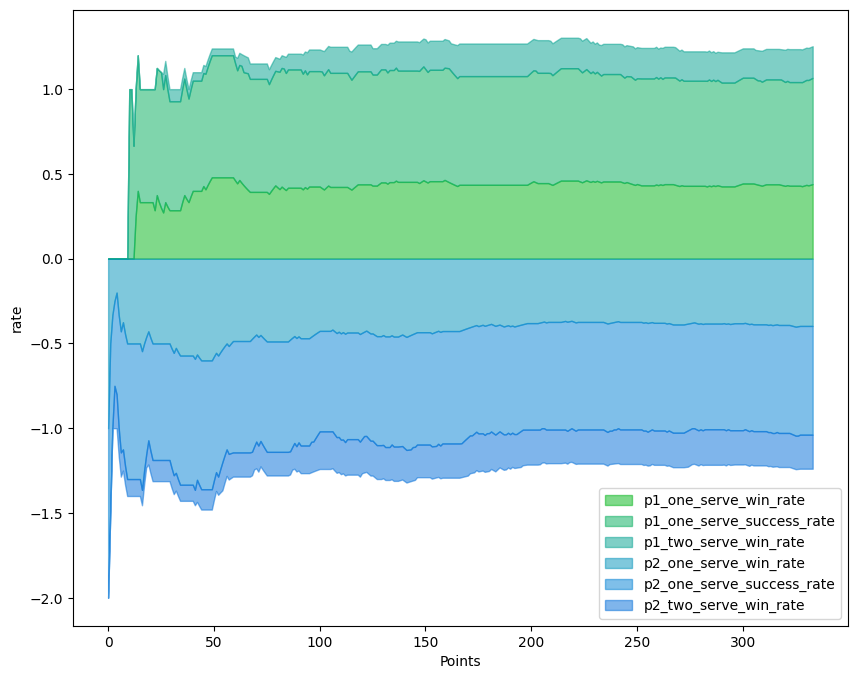 1.0
0.5
0.0
−0.5
−1.0
−1.5
−2.0
rate
0 50 100 150 200 250 300
Points
p1_one_serve_win_rate
p1_one_serve_success_rate
p1_two_serve_win_rate
p2_one_serve_win_rate
p2_one_serve_success_rate
p2_two_serve_win_rate